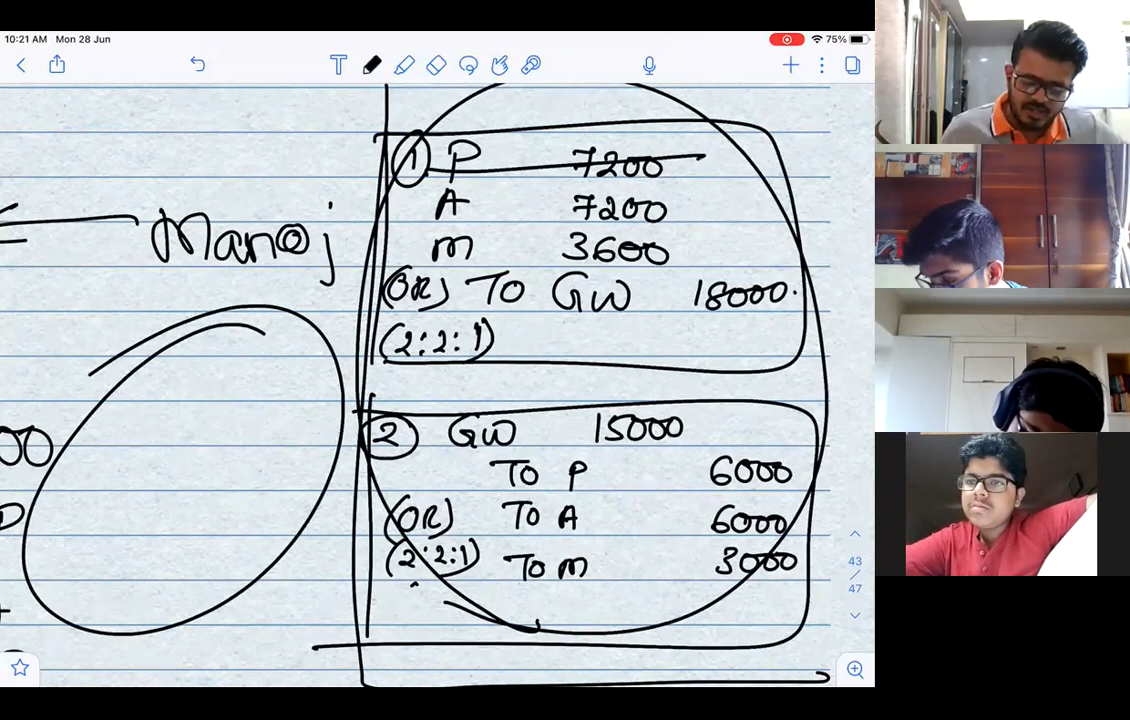 10:21 AM Mon 28 Jun
75%
T
Manoj
1 P 7200
A 7200
m 3600
(OR) TO GW 18000.
(2:2:1)
2 GW 15000
TO P 6000
(OR) TO A 6000
(2:2:1) To m 3000
00
43
/
47